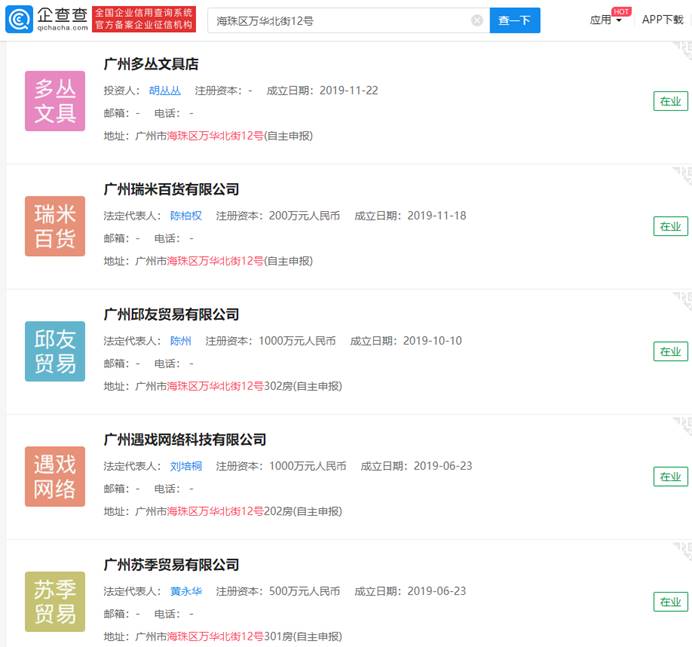 企查查
qichacha.com
全国企业信用查询系统
官方备案企业征信机构
海珠区万华北街12号
查一下
应用
HOT
APP下载
多丛
文具
广州多丛文具店
投资人： 胡丛丛 注册资本：- 成立日期：2019-11-22
邮箱：- 电话：-
地址：广州市海珠区万华北街12号(自主申报)
在业
瑞米
百货
广州瑞米百货有限公司
法定代表人： 陈柏权 注册资本：200万元人民币 成立日期：2019-11-18
邮箱：- 电话：-
地址：广州市海珠区万华北街12号(自主申报)
在业
邱友
贸易
广州邱友贸易有限公司
法定代表人： 陈州 注册资本：1000万元人民币 成立日期：2019-10-10
邮箱：- 电话：-
地址：广州市海珠区万华北街12号302房(自主申报)
在业
遇戏
网络
广州遇戏网络科技有限公司
法定代表人： 刘培桐 注册资本：1000万元人民币 成立日期：2019-06-23
邮箱：- 电话：-
地址：广州市海珠区万华北街12号202房(自主申报)
在业
苏季
贸易
广州苏季贸易有限公司
法定代表人： 黄永华 注册资本：500万元人民币 成立日期：2019-06-23
邮箱：- 电话：-
地址：广州市海珠区万华北街12号301房(自主申报)
在业